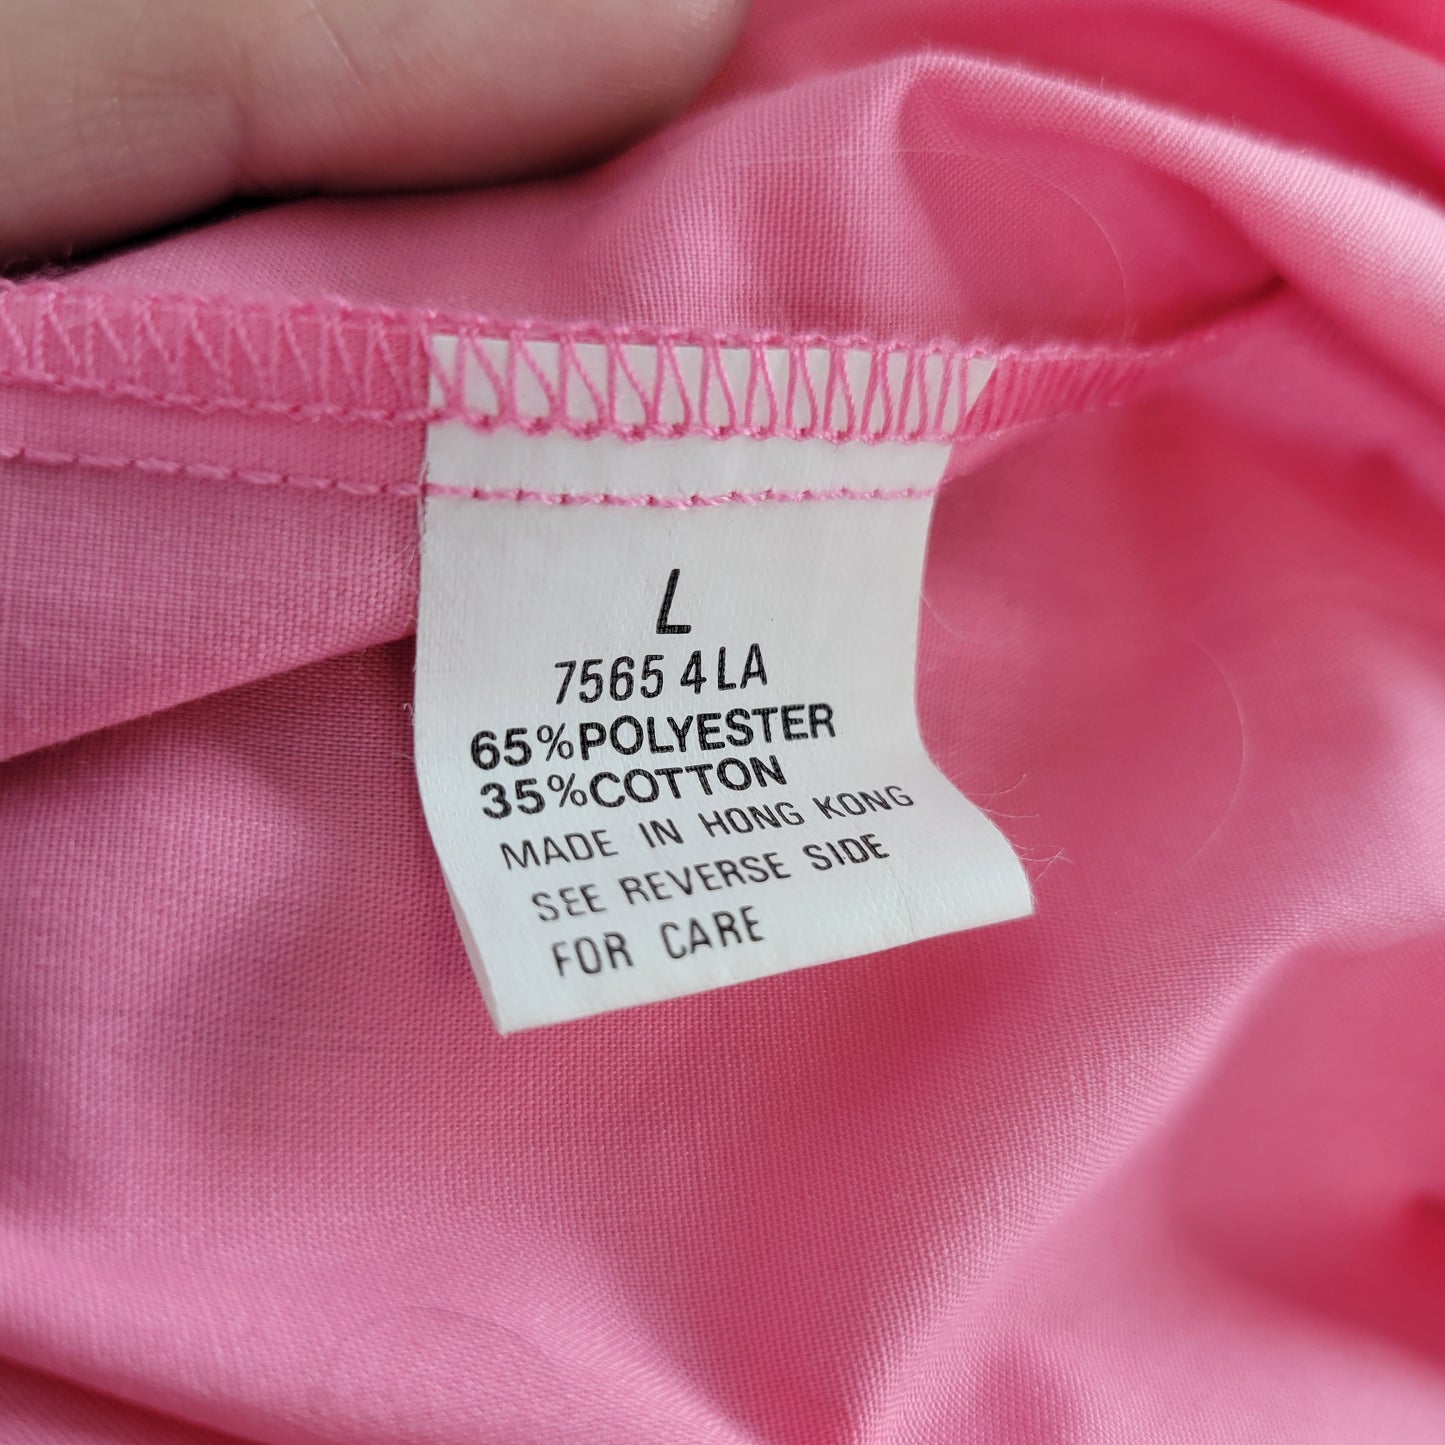 L
7565 4LA
65%POLYESTER
35%COTTON
MADE IN HONG KONG
SEE REVERSE SIDE
FOR CARE